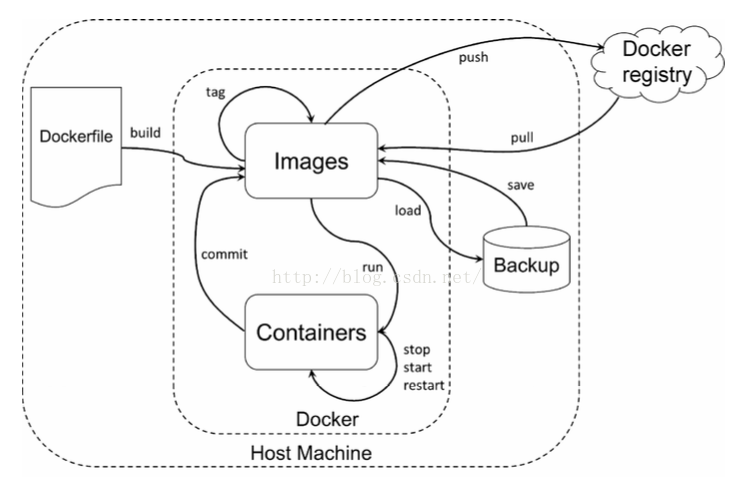 Docker
registry
push
tag
Dockerfile
build
Images
pull
save
load
commit
run
http://blog.csdn.net/
Backup
Containers
stop
start
restart
Docker
Host Machine